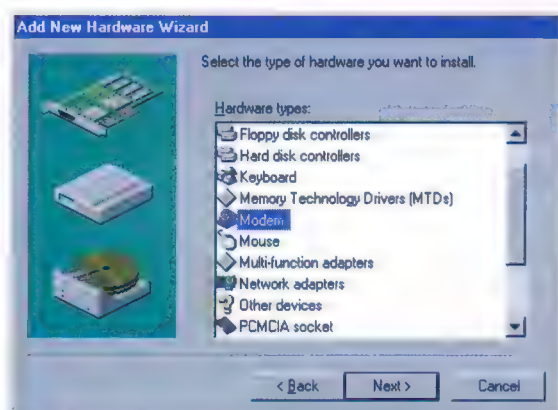 Add New Hardware Wizard
Select the type of hardware you want to install.
Hardware types:
Floppy disk controllers
Hard disk controllers
Keyboard
Memory Technology Drivers (MTDs)
Modem
Mouse
Multi-function adapters
Network adapters
Other devices
PCMCIA socket
< Back
Next >
Cancel